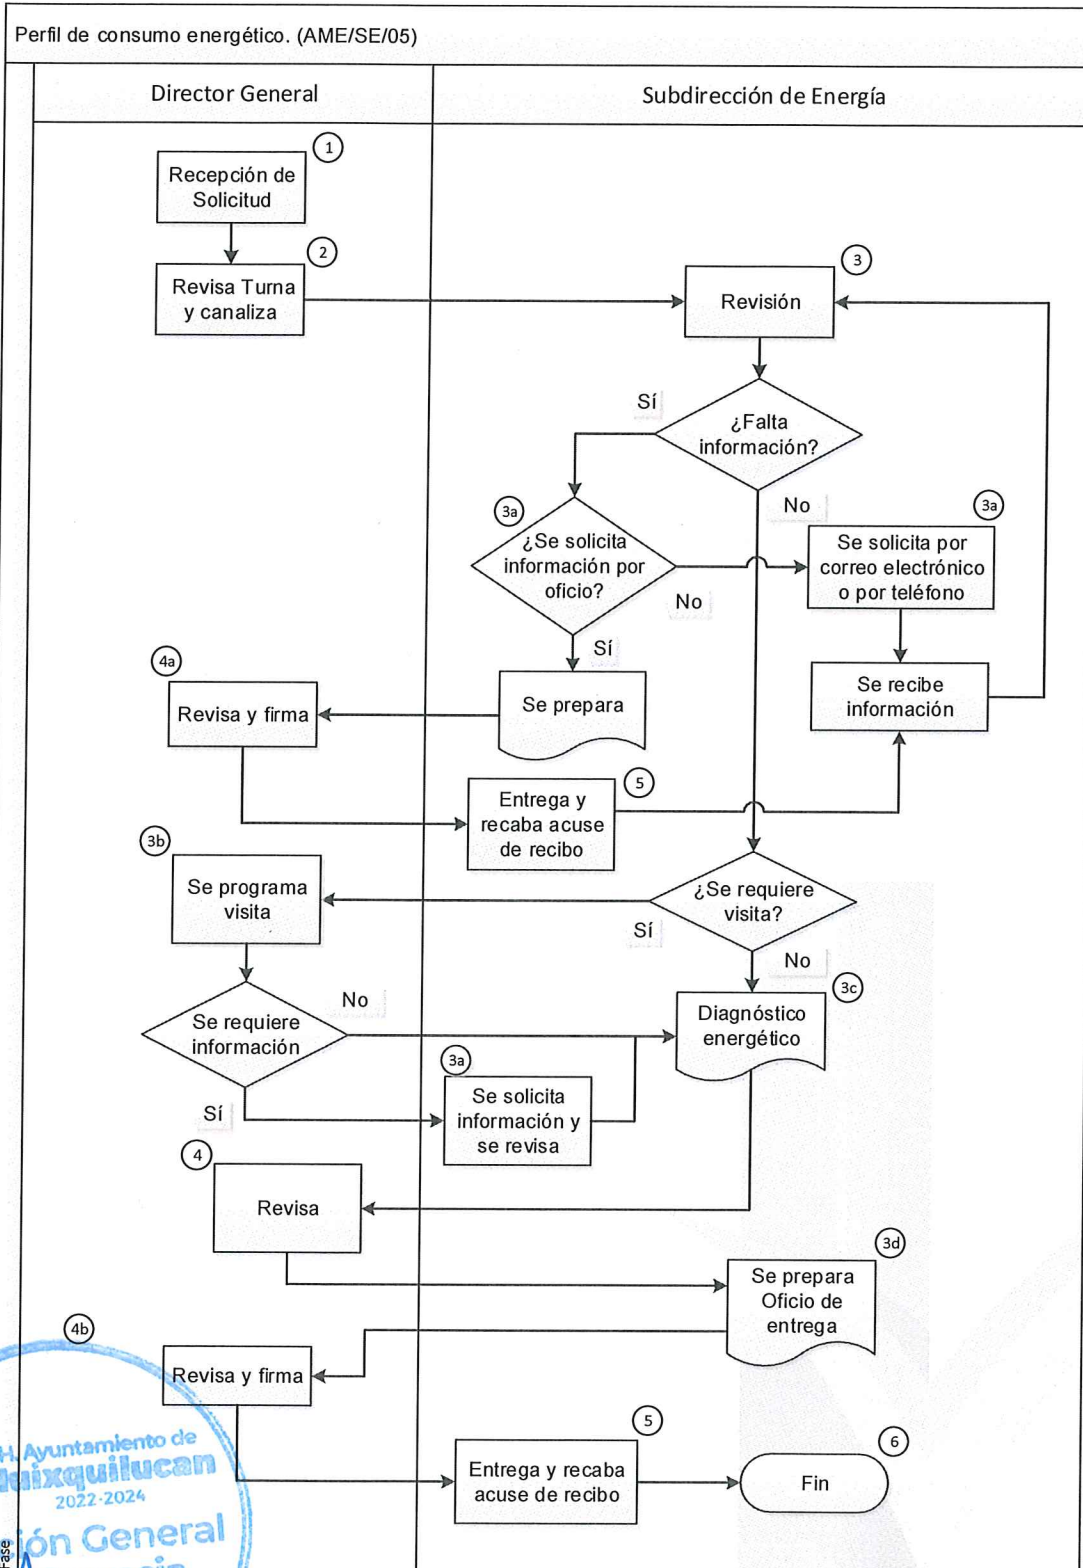 Perfil de consumo energético. (AME/SE/05)
Director General
Subdirección de Energía
1
Recepción de
Solicitud
2
Revisa Turna
y canaliza
3
Revisión
Sí
¿Falta
información?
No
3a
¿Se solicita
información por
oficio?
No
3a
Se solicita por
correo electrónico
o por teléfono
Sí
4a
Revisa y firma
Se prepara
Se recibe
información
5
Entrega y
recaba acuse
de recibo
3b
Se programa
visita
¿Se requiere
visita?
Sí
No
Se requiere
información
No
3c
Diagnóstico
energético
Sí
3a
Se solicita
información y
se revisa
4
Revisa
3d
Se prepara
Oficio de
entrega
4b
Revisa y firma
5
Entrega y recaba
acuse de recibo
6
Fin
H. Ayuntamiento de
Huixquilucan
2022-2024
ión General
Fase